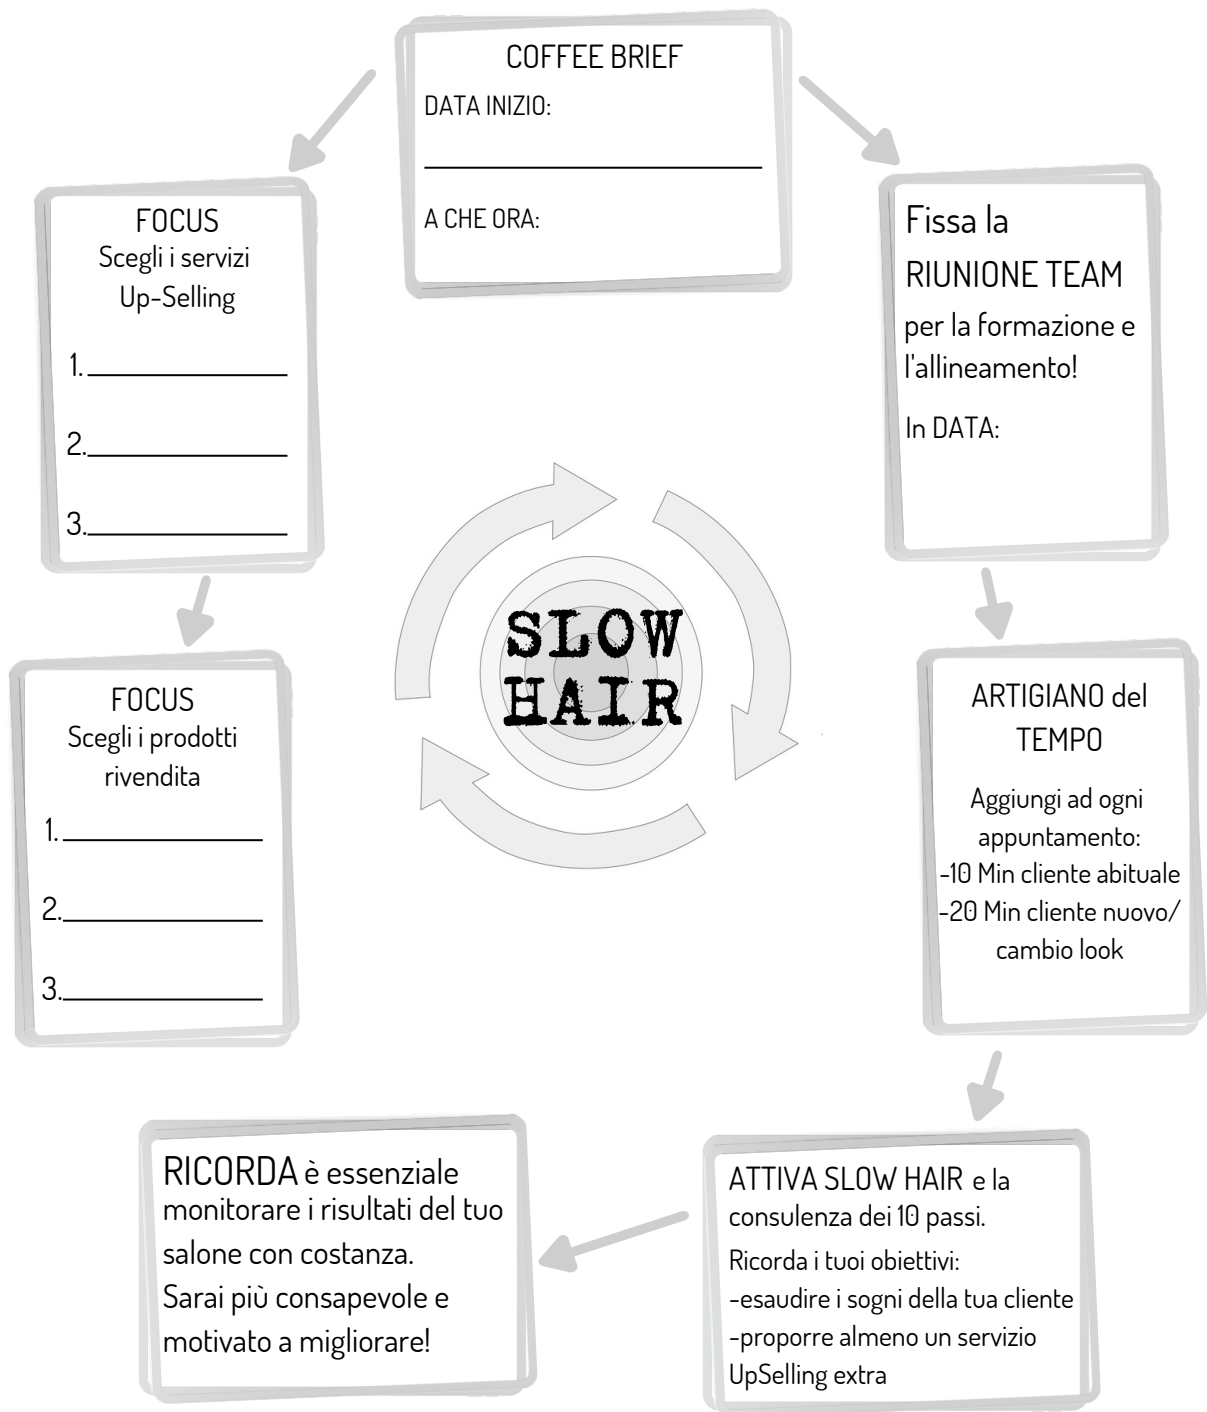 COFFEE BRIEF
DATA INIZIO:
A CHE ORA:
FOCUS
Scegli i servizi
Up-Selling
1.
2.
3.
FOCUS
Scegli i prodotti
rivendita
1.
2.
3.
Fissa la
RIUNIONE TEAM
per la formazione e
l'allineamento!
In DATA:
SLOW
HAIR
ARTIGIANO del
TEMPO
Aggiungi ad ogni
appuntamento:
-10 Min cliente abituale
-20 Min cliente nuovo/
cambio look
ATTIVA SLOW HAIR e la
consulenza dei 10 passi.
Ricorda i tuoi obiettivi:
-esaudire i sogni della tua cliente
-proporre almeno un servizio
UpSelling extra
RICORDA è essenziale
monitorare i risultati del tuo
salone con costanza.
Sarai più consapevole e
motivato a migliorare!